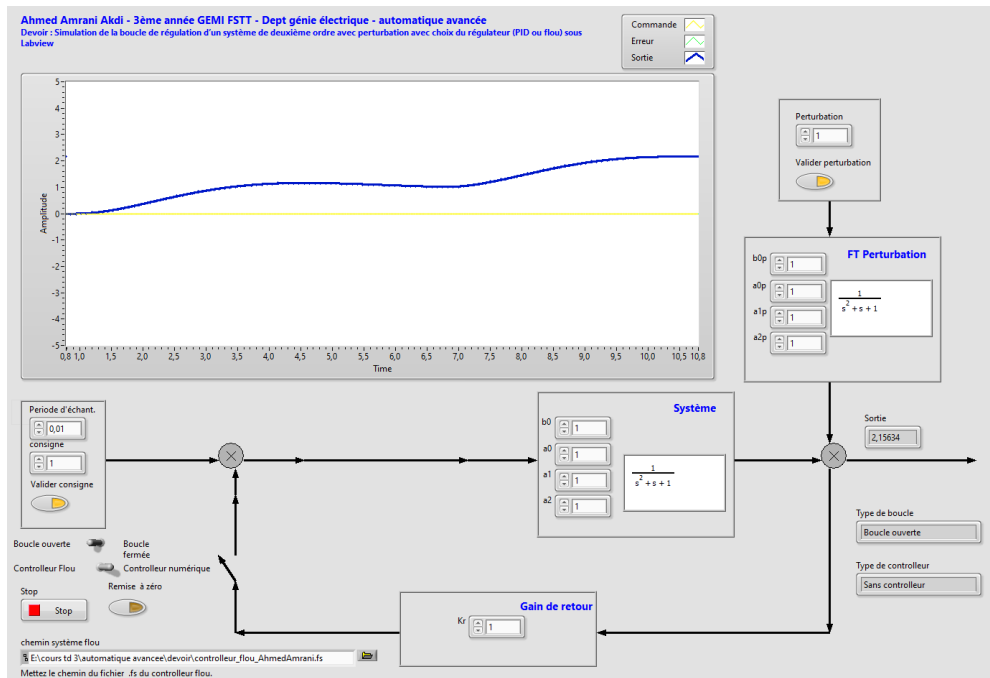 Ahmed Amrani Akdi - 3ème année GEMI FSTT - Dept génie électrique - automatique avancée
Devoir : Simulation de la boucle de régulation d'un système de deuxième ordre avec perturbation avec choix du régulateur (PID ou flou) sous
Labview
Commande
Erreur
Sortie
Amplitude
5
4
3
2
1
0
-1
-2
-3
-4
-5
0,8 1,0 1,5 2,0 2,5 3,0 3,5 4,0 4,5 5,0 5,5 6,0 6,5 7,0 7,5 8,0 8,5 9,0 9,5 10,0 10,5 10,8
Time
Perturbation
1
Valider perturbation
FT Perturbation
b0p 1
a0p 1
a1p 1
a2p 1
1
s2+s+1
Periode d'échant.
0,01
consigne
1
Valider consigne
Système
b0 1
a0 1
a1 1
a2 1
1
s2+s+1
Sortie
2,15634
Type de boucle
Boucle ouverte
Type de controlleur
Sans controlleur
Boucle ouverte Boucle
fermée
Controlleur Flou Controlleur numérique
Stop
Stop
Remise à zéro
Gain de retour
Kr 1
chemin système flou
E:\cours td 3\automatique avancee\devoir\controlleur_flou_AhmedAmrani.fs
Mettez le chemin du fichier .fs du controlleur flou.